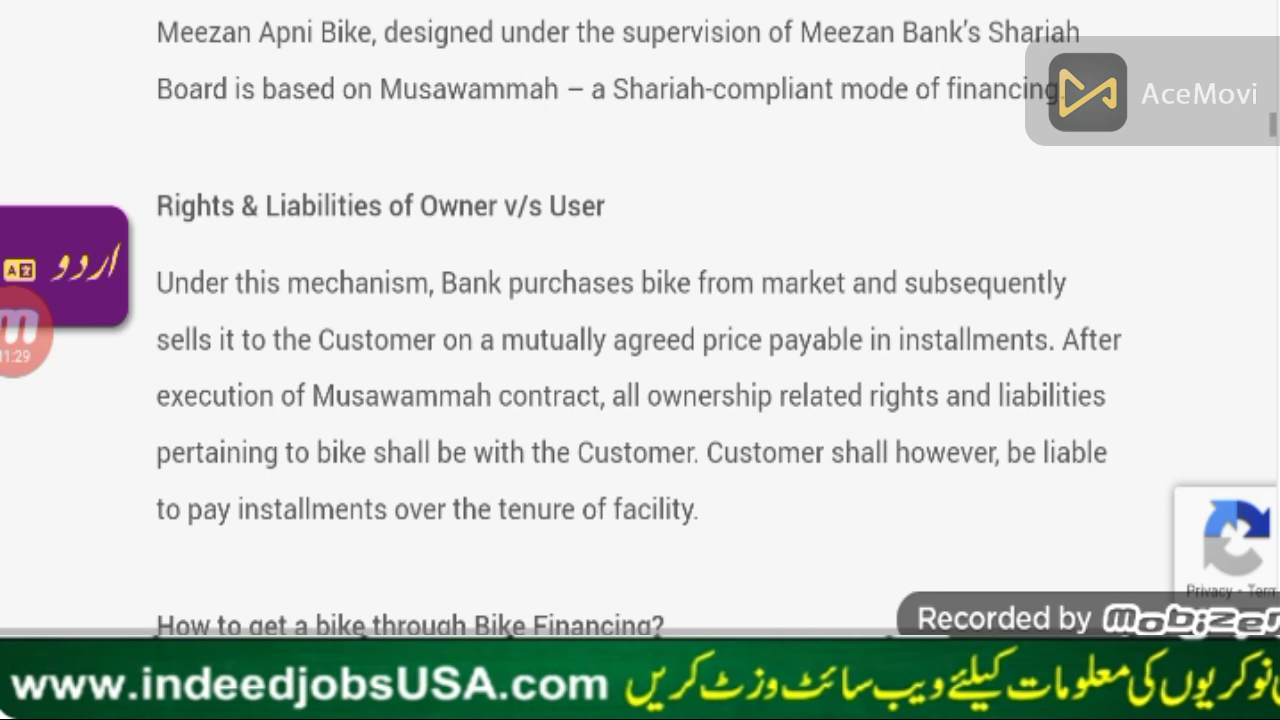 Meezan Apni Bike, designed under the supervision of Meezan Bank's Shariah
Board is based on Musawammah – a Shariah-compliant mode of financing.
AceMovi
Rights & Liabilities of Owner v/s User
اردو
Under this mechanism, Bank purchases bike from market and subsequently
sells it to the Customer on a mutually agreed price payable in installments. After
execution of Musawammah contract, all ownership related rights and liabilities
pertaining to bike shall be with the Customer. Customer shall however, be liable
to pay installments over the tenure of facility.
11:29
Privacy - Term
How to get a bike through Bike Financing?
Recorded by Mobizen
www.indeedjobsUSA.com نوکریوں کی معلومات کیلئے ویب سائٹ وزٹ کریں